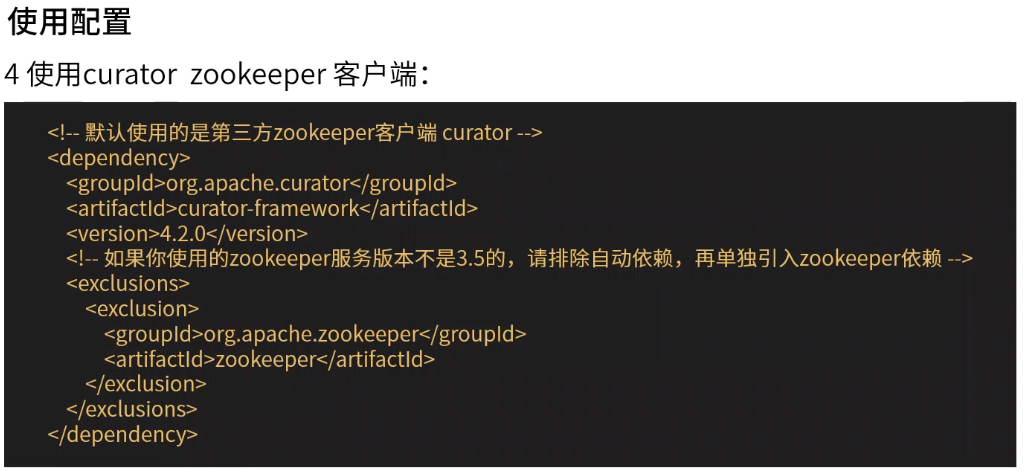 使用配置
4 使用curator zookeeper 客户端：
<!-- 默认使用的是第三方zookeeper客户端 curator -->
<dependency>
<groupId>org.apache.curator</groupId>
<artifactId>curator-framework</artifactId>
<version>4.2.0</version>
<!-- 如果你使用的zookeeper服务版本不是3.5的，请排除自动依赖，再单独引入zookeeper依赖 -->
<exclusions>
<exclusion>
<groupId>org.apache.zookeeper</groupId>
<artifactId>zookeeper</artifactId>
</exclusion>
</exclusions>
</dependency>